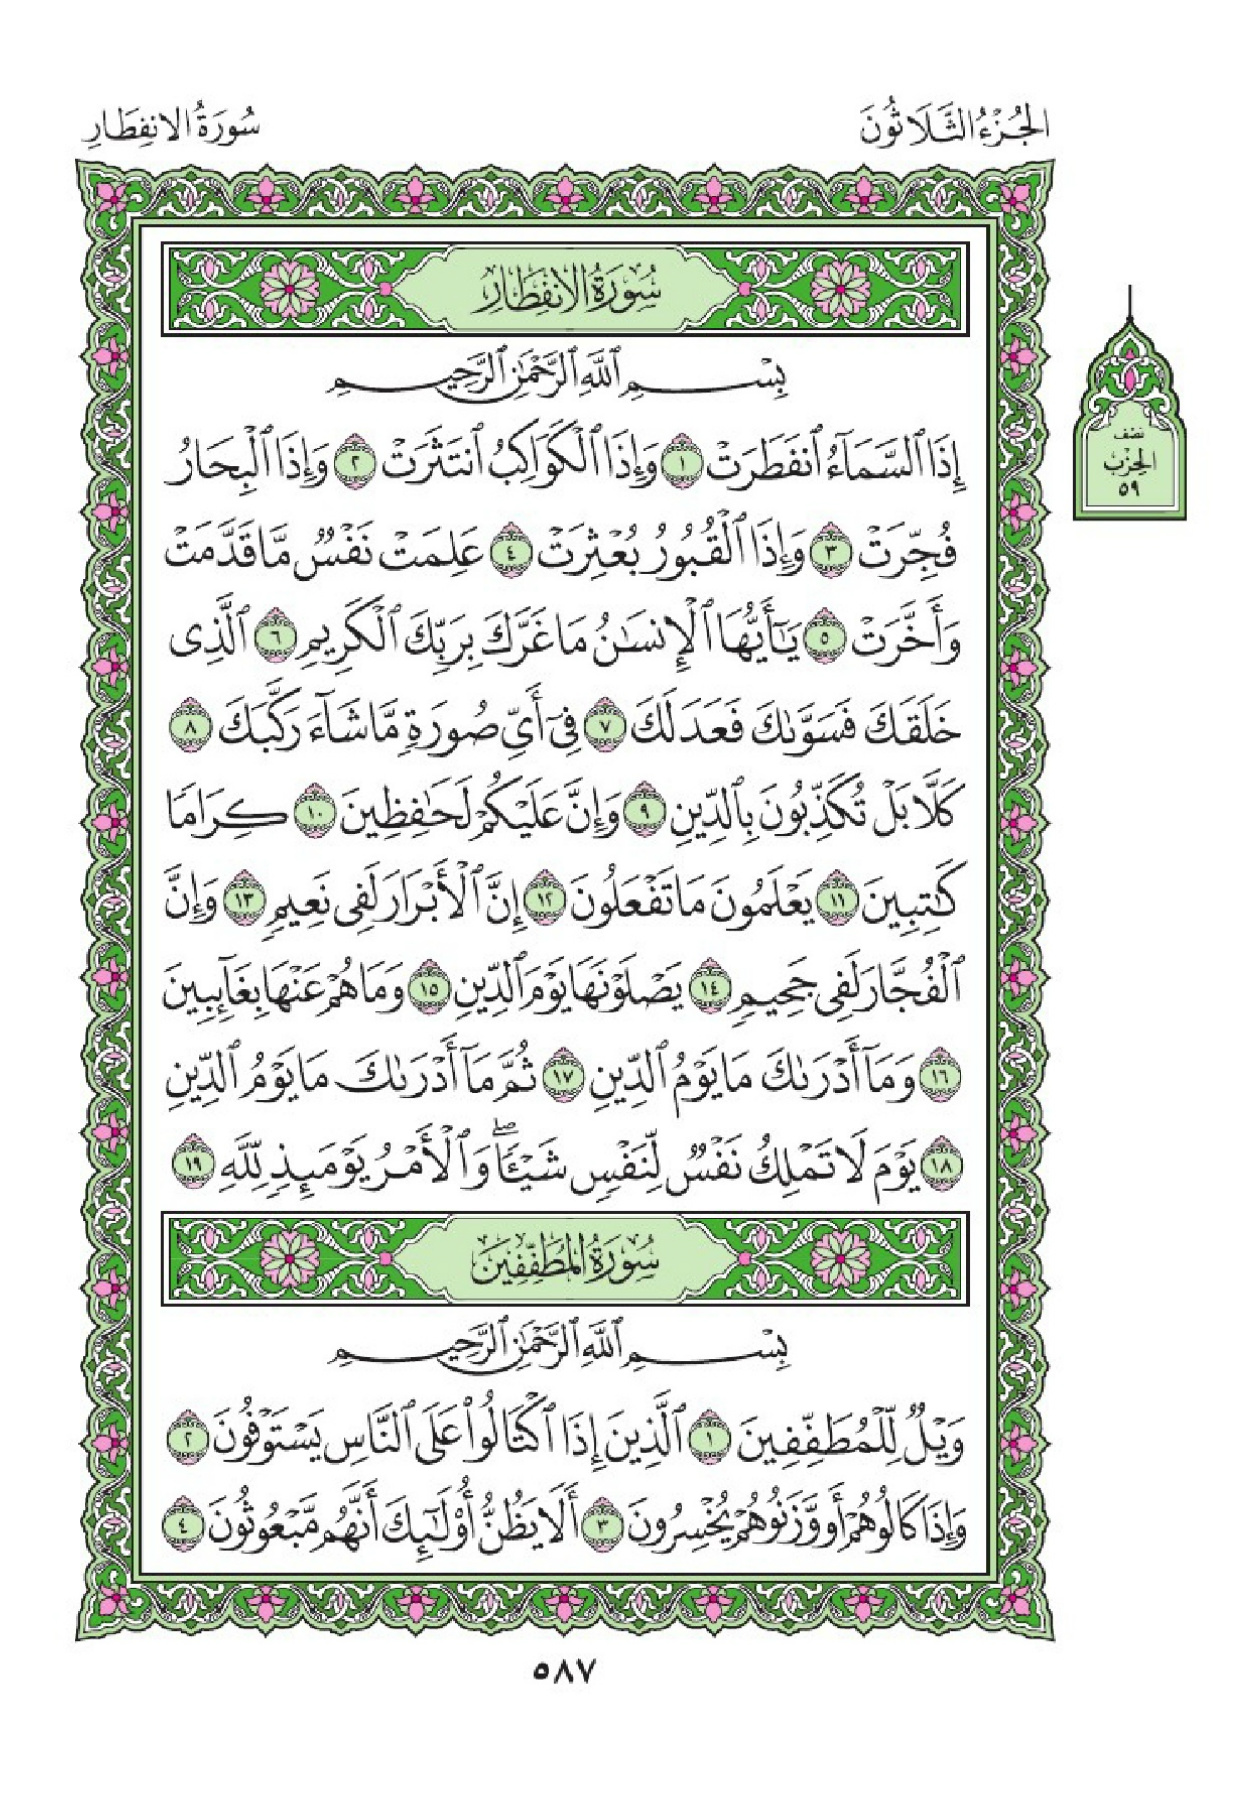 الجُزْءُ الثَّلَاثُونَ
سُورَةُ الانفِطَارِ
سُورَةُ الانفِطَارِ
بِسْمِ ٱللَّهِ ٱلرَّحْمَٰنِ ٱلرَّحِيمِ
إِذَا ٱلسَّمَآءُ ٱنفَطَرَتْ ١ وَإِذَا ٱلْكَوَاكِبُ ٱنتَثَرَتْ ٢ وَإِذَا ٱلْبِحَارُ
فُجِّرَتْ ٣ وَإِذَا ٱلْقُبُورُ بُعْثِرَتْ ٤ عَلِمَتْ نَفْسٌ مَّا قَدَّمَتْ
وَأَخَّرَتْ ٥ يَٰٓأَيُّهَا ٱلْإِنسَٰنُ مَا غَرَّكَ بِرَبِّكَ ٱلْكَرِيمِ ٦ ٱلَّذِى
خَلَقَكَ فَسَوَّىٰكَ فَعَدَلَكَ ٧ فِىٓ أَىِّ صُورَةٍ مَّا شَآءَ رَكَّبَكَ ٨
كَلَّا بَلْ تُكَذِّبُونَ بِٱلدِّينِ ٩ وَإِنَّ عَلَيْكُمْ لَحَٰفِظِينَ ١٠ كِرَامًا
كَٰتِبِينَ ١١ يَعْلَمُونَ مَا تَفْعَلُونَ ١٢ إِنَّ ٱلْأَبْرَارَ لَفِى نَعِيمٍ ١٣ وَإِنَّ
ٱلْفُجَّارَ لَفِى جَحِيمٍ ١٤ يَصْلَوْنَهَا يَوْمَ ٱلدِّينِ ١٥ وَمَا هُمْ عَنْهَا بِغَآئِبِينَ
١٦ وَمَآ أَدْرَىٰكَ مَا يَوْمُ ٱلدِّينِ ١٧ ثُمَّ مَآ أَدْرَىٰكَ مَا يَوْمُ ٱلدِّينِ
١٨ يَوْمَ لَا تَمْلِكُ نَفْسٌ لِّنَفْسٍ شَيْـًٔا ۖ وَٱلْأَمْرُ يَوْمَئِذٍ لِّلَّهِ ١٩
سُورَةُ المُطَفِّفِينَ
بِسْمِ ٱللَّهِ ٱلرَّحْمَٰنِ ٱلرَّحِيمِ
وَيْلٌ لِّلْمُطَفِّفِينَ ١ ٱلَّذِينَ إِذَا ٱكْتَالُوا۟ عَلَى ٱلنَّاسِ يَسْتَوْفُونَ ٢
وَإِذَا كَالُوهُمْ أَو وَّزَنُوهُمْ يُخْسِرُونَ ٣ أَلَا يَظُنُّ أُو۟لَٰٓئِكَ أَنَّهُم مَّبْعُوثُونَ ٤
نصف
الحِزْب
٥٩
٥٨٧